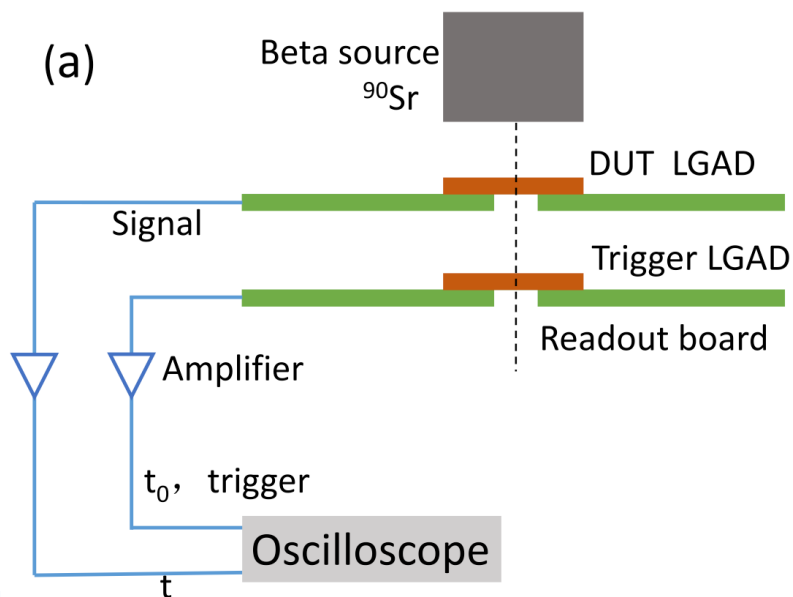 (a)
Beta source
⁹⁰Sr
DUT LGAD
Signal
Trigger LGAD
Readout board
Amplifier
t₀， trigger
Oscilloscope
t